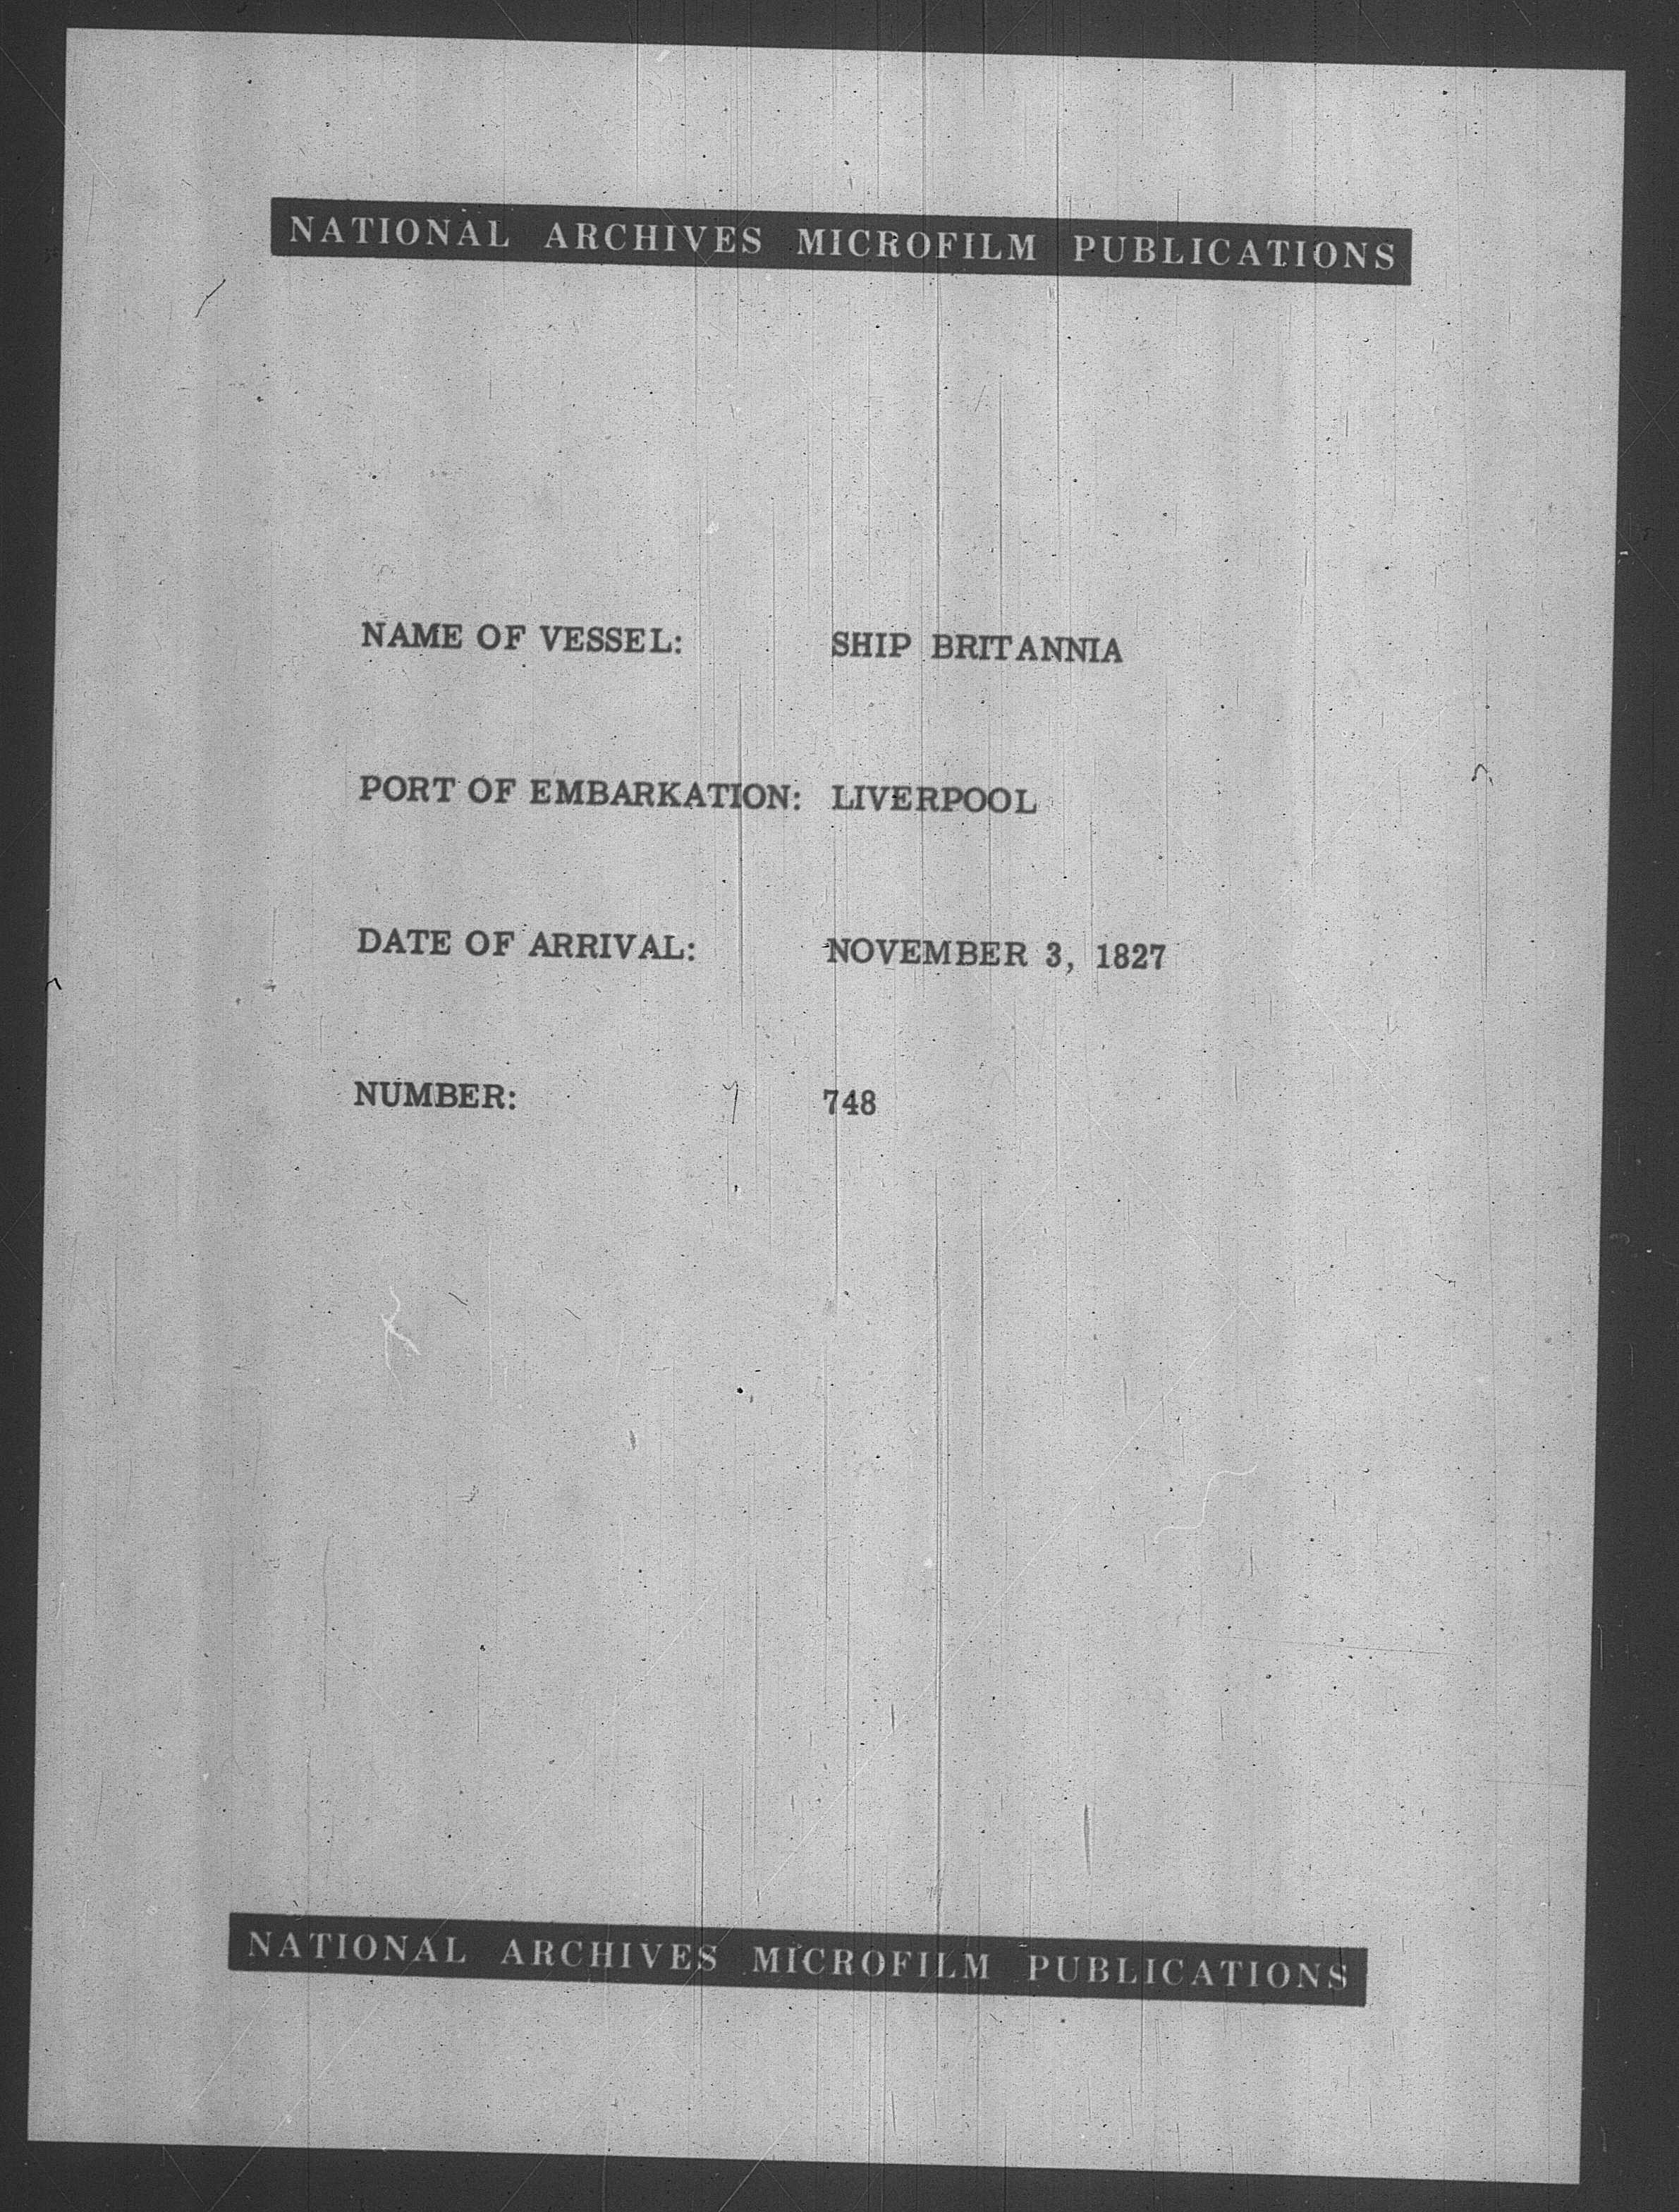 NATIONAL ARCHIVES MICROFILM PUBLICATIONS
NAME OF VESSEL: SHIP BRITANNIA
PORT OF EMBARKATION: LIVERPOOL
DATE OF ARRIVAL: NOVEMBER 3, 1827
NUMBER: 748
NATIONAL ARCHIVES MICROFILM PUBLICATIONS